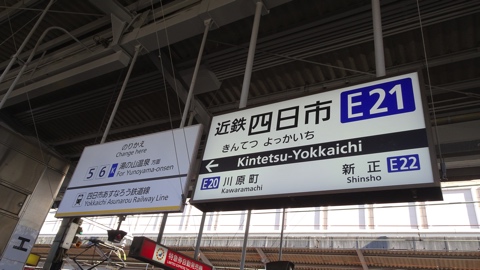 のりかえ
Change here
5 6 湯の山温泉 方面
For Yunoyama-onsen
四日市あすなろう鉄道線
Yokkaichi Asunarou Railway Line
近鉄四日市 E21
きんてつ よっかいち
Kintetsu-Yokkaichi
E20 川原町
Kawaramachi
新正 E22
Shinsho
工